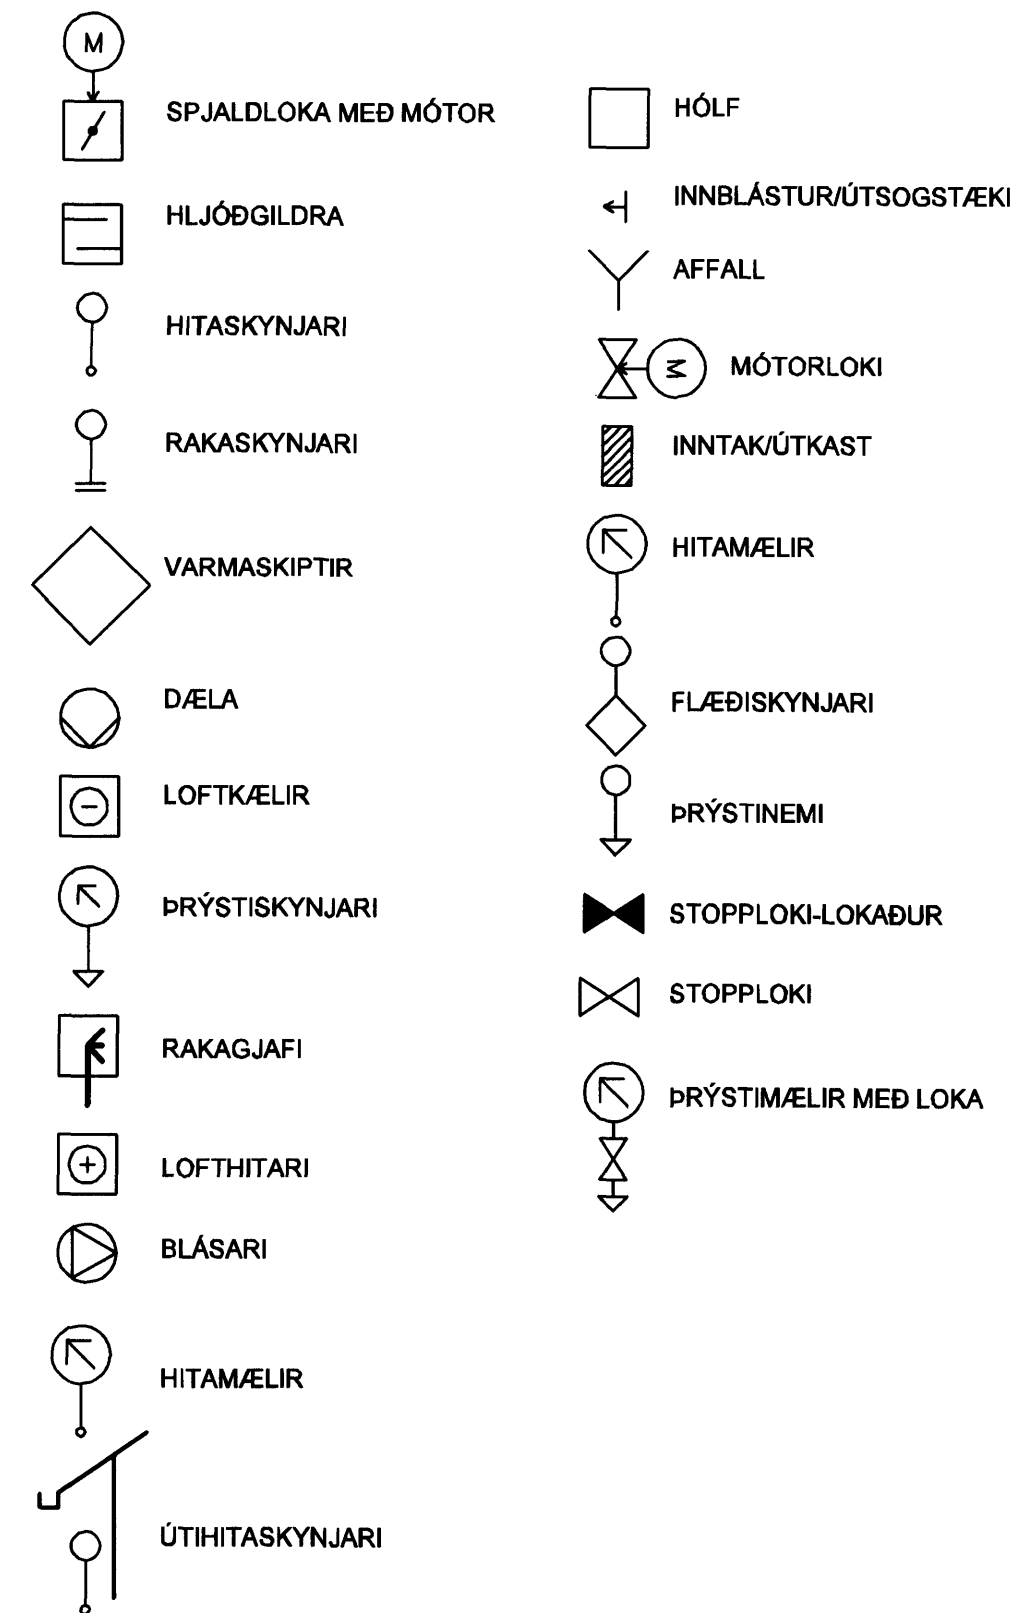 M
SPJALDLOKA MEÐ MÓTOR
HLJÓÐGILDRA
HITASKYNJARI
RAKASKYNJARI
VARMASKIPTIR
DÆLA
LOFTKÆLIR
ÞRÝSTISKYNJARI
RAKAGJAFI
LOFTHITARI
BLÁSARI
HITAMÆLIR
ÚTIHITASKYNJARI
HÓLF
INNBLÁSTUR/ÚTSOGSTÆKI
AFFALL
M MÓTORLOKI
INNTAK/ÚTKAST
HITAMÆLIR
FLÆÐISKYNJARI
ÞRÝSTINEMI
STOPPLOKI-LOKAÐUR
STOPPLOKI
ÞRÝSTIMÆLIR MEÐ LOKA